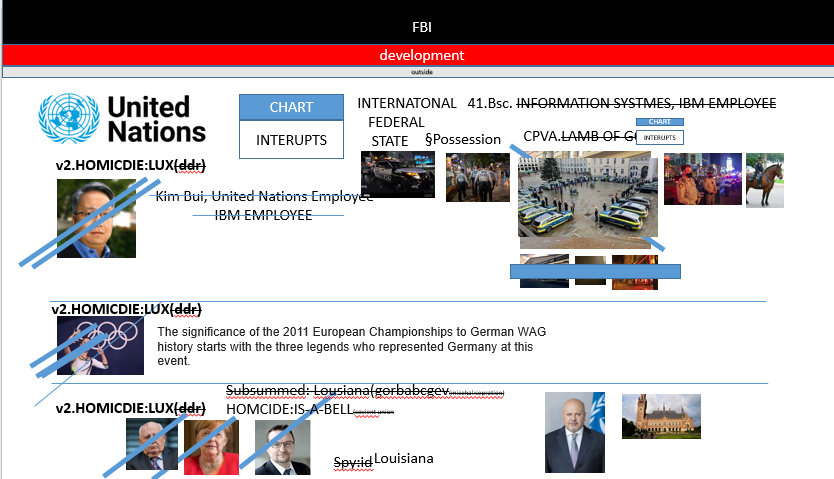 FBI
development
outside
United
Nations
CHART
INTERUPTS
INTERNATONAL
FEDERAL
STATE
§Possession
41.Bsc. INFORMATION SYSTMES, IBM EMPLOYEE
CPVA.LAMB OF GO
CHART
INTERUPTS
v2.HOMICDIE:LUX(ddr)
Kim Bui, United Nations Employee
IBM EMPLOYEE
v2.HOMICDIE:LUX(ddr)
The significance of the 2011 European Championships to German WAG
history starts with the three legends who represented Germany at this
event.
Subsummed: Lousiana(gorbabcgev
v2.HOMICDIE:LUX(ddr)
HOMCIDE:IS-A-BELL(sovient union
Spy:id Louisiana